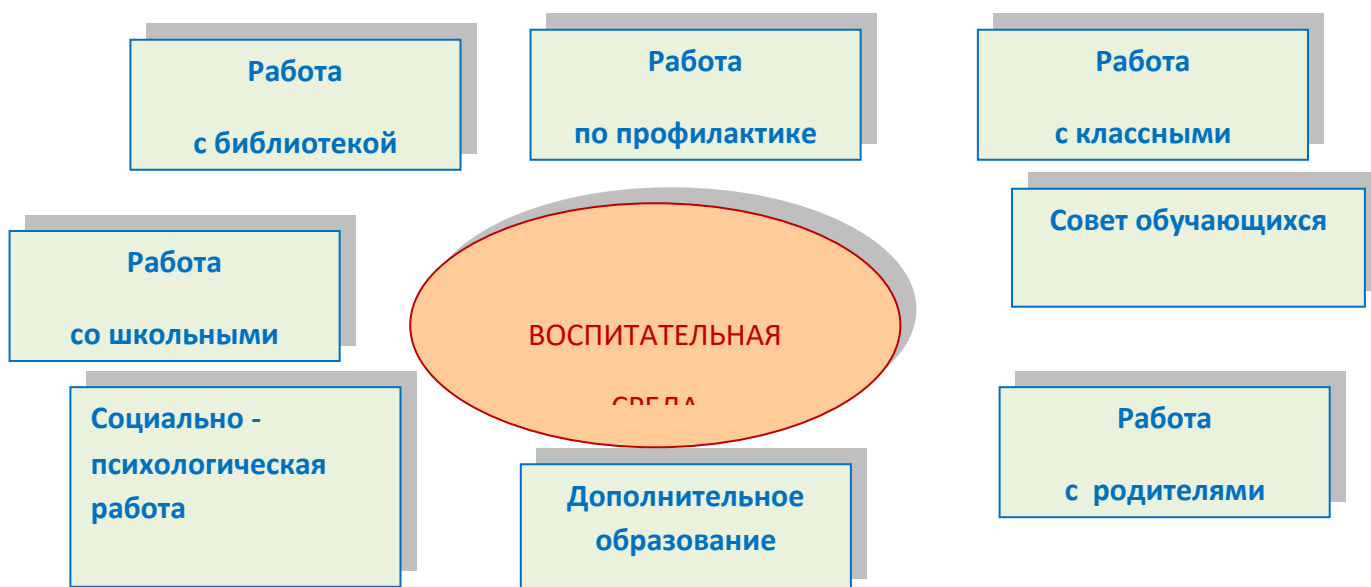 Работа
с библиотекой
Работа
по профилактике
Работа
с классными
Совет обучающихся
Работа
со школьными
ВОСПИТАТЕЛЬНАЯ
СРЕДА
Социально -
психологическая
работа
Дополнительное
образование
Работа
с родителями